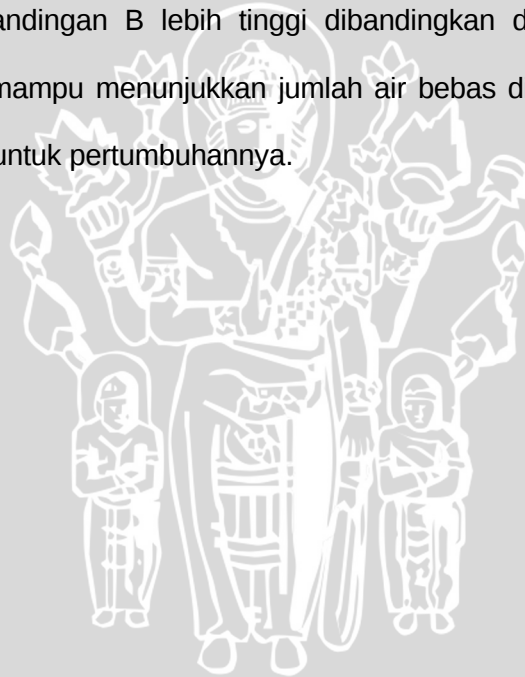 andingan B lebih tinggi dibandingkan d
mampu menunjukkan jumlah air bebas d
untuk pertumbuhannya.